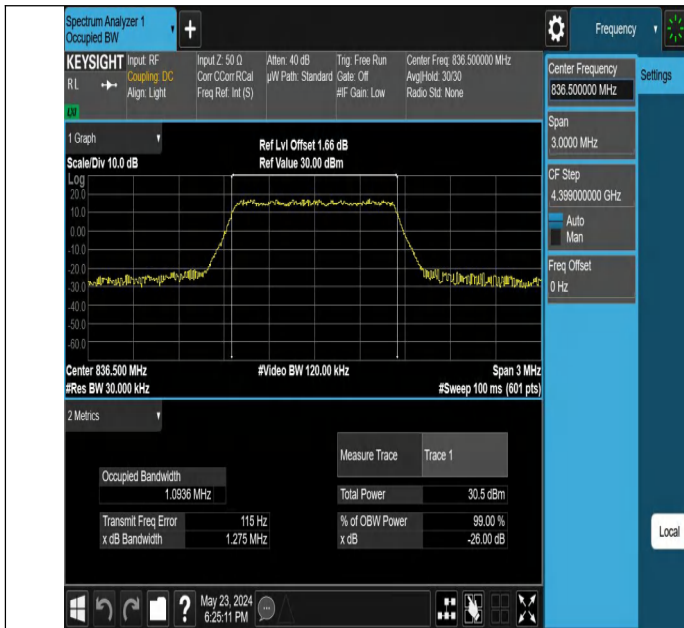 Spectrum Analyzer 1
Occupied BW
Frequency
KEYSIGHT
RL
LXI
Input: RF
Coupling: DC
Align: Light
Input Z: 50 Ω
Corr CCorr RCal
Freq Ref: Int (S)
Atten: 40 dB
µW Path: Standard
Trig: Free Run
Gate: Off
#IF Gain: Low
Center Freq: 836.500000 MHz
Avg|Hold: 30/30
Radio Std: None
Center Frequency
836.500000 MHz
Settings
Span
3.0000 MHz
CF Step
4.399000000 GHz
Auto
Man
Freq Offset
0 Hz
1 Graph
Scale/Div 10.0 dB
Ref Lvl Offset 1.66 dB
Ref Value 30.00 dBm
Log
20.0
10.0
0.00
-10.0
-20.0
-30.0
-40.0
-50.0
-60.0
Center 836.500 MHz
#Video BW 120.00 kHz
Span 3 MHz
#Res BW 30.000 kHz
#Sweep 100 ms (601 pts)
2 Metrics
Measure Trace Trace 1
Occupied Bandwidth
1.0936 MHz
Total Power 30.5 dBm
Transmit Freq Error 115 Hz
% of OBW Power 99.00 %
x dB Bandwidth 1.275 MHz
x dB -26.00 dB
Local
?
May 23, 2024
6:25:11 PM